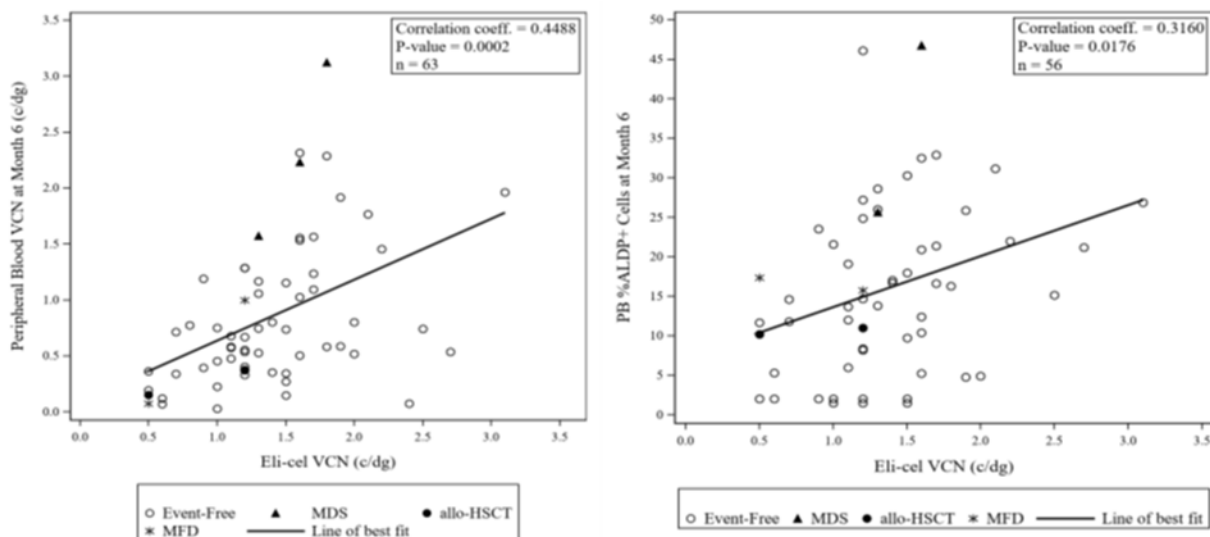 Correlation coeff. = 0.4488
P-value = 0.0002
n = 63
Peripheral Blood VCN at Month 6 (c/dg)
3.5
3.0
2.5
2.0
1.5
1.0
0.5
0.0
0.0 0.5 1.0 1.5 2.0 2.5 3.0 3.5
Eli-cel VCN (c/dg)
Event-Free MDS allo-HSCT
MFD Line of best fit
Correlation coeff. = 0.3160
P-value = 0.0176
n = 56
PB %ALDP+ Cells at Month 6
50
45
40
35
30
25
20
15
10
5
0
0.0 0.5 1.0 1.5 2.0 2.5 3.0 3.5
Eli-cel VCN (c/dg)
Event-Free MDS allo-HSCT MFD Line of best fit